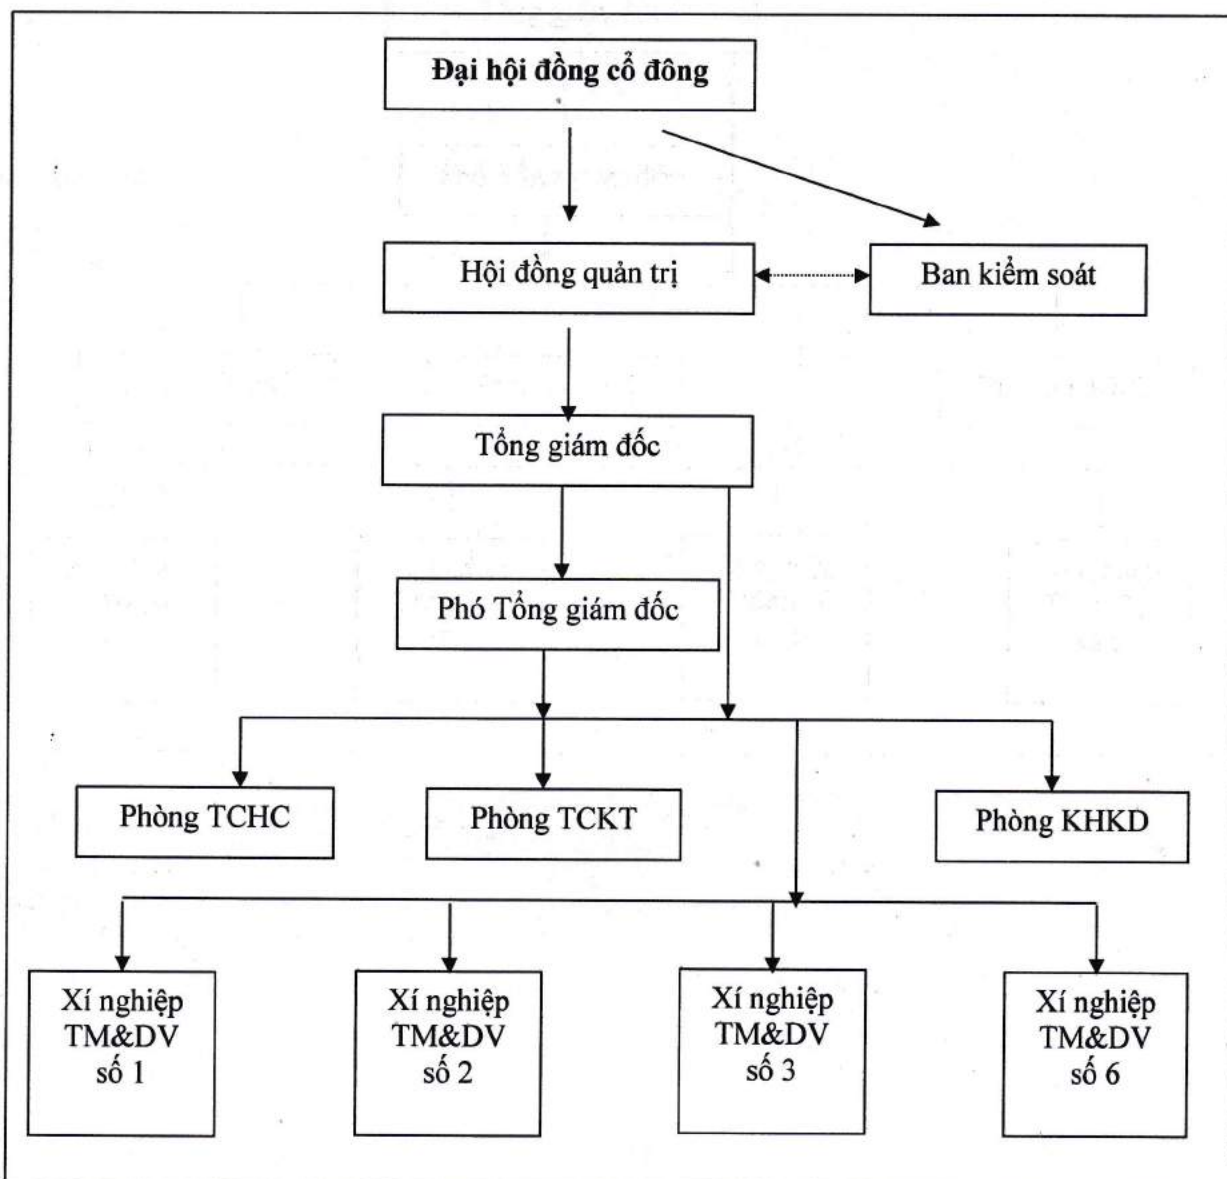 Đại hội đồng cổ đông
Hội đồng quản trị
Ban kiểm soát
Tổng giám đốc
Phó Tổng giám đốc
Phòng TCHC
Phòng TCKT
Phòng KHKD
Xí nghiệp
TM&DV
số 1
Xí nghiệp
TM&DV
số 2
Xí nghiệp
TM&DV
số 3
Xí nghiệp
TM&DV
số 6